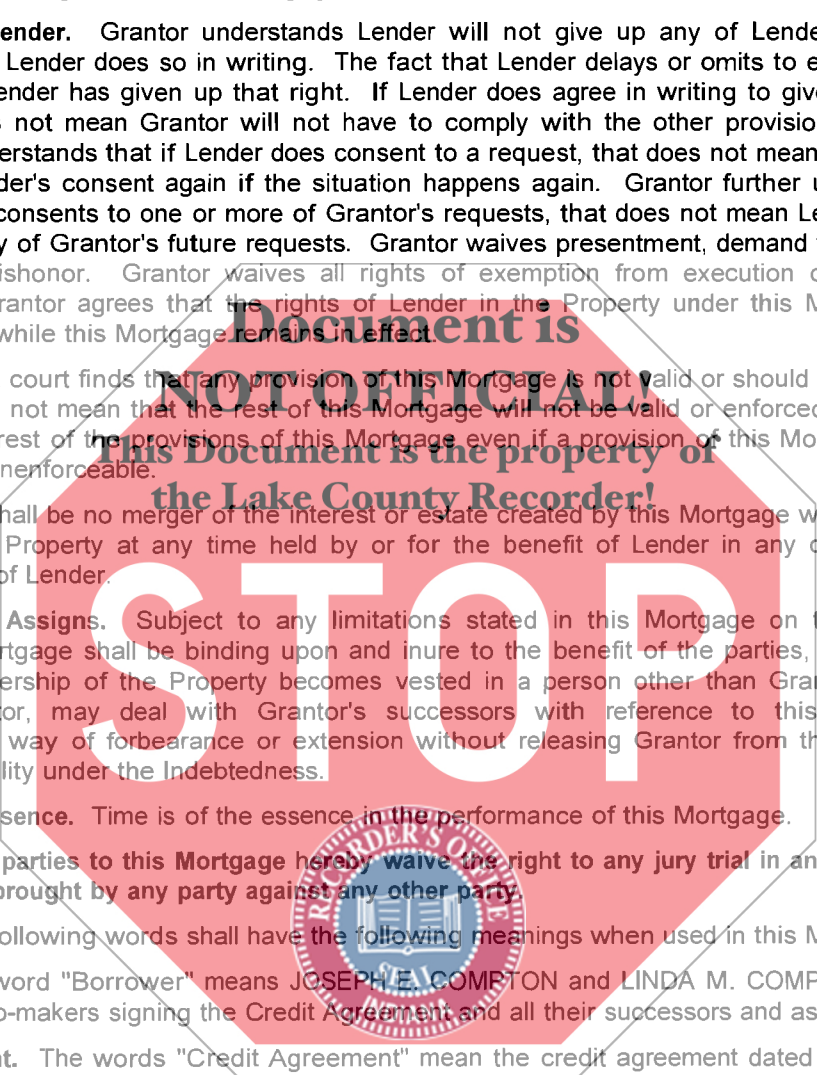 ender. Grantor understands Lender will not give up any of Lende
Lender does so in writing. The fact that Lender delays or omits to e
ender has given up that right. If Lender does agree in writing to giv
s not mean Grantor will not have to comply with the other provisio
erstands that if Lender does consent to a request, that does not mean
der's consent again if the situation happens again. Grantor further u
consents to one or more of Grantor's requests, that does not mean Le
y of Grantor's future requests. Grantor waives presentment, demand
ishonor. Grantor waives all rights of exemption from execution o
rantor agrees that the rights of Lender in the Property under this M
while this Mortgage remains in effect.
Document is
court finds that any provision of this Mortgage is not valid or should
NOT OFFICIAL!
not mean that the rest of this Mortgage will not be valid or enforced
rest of the provisions of this Mortgage even if a provision of this Mo
This Document is the property of
nenforceable.
the Lake County Recorder!
hall be no merger of the interest or estate created by this Mortgage w
Property at any time held by or for the benefit of Lender in any c
of Lender.
STOP
Assigns. Subject to any limitations stated in this Mortgage on t
rtgage shall be binding upon and inure to the benefit of the parties,
ership of the Property becomes vested in a person other than Gran
tor, may deal with Grantor's successors with reference to this
way of forbearance or extension without releasing Grantor from th
lity under the Indebtedness.
sence. Time is of the essence in the performance of this Mortgage.
parties to this Mortgage hereby waive the right to any jury trial in an
brought by any party against any other party.
RECORDER'S OFFICE
SEAL
INDIANA
ollowing words shall have the following meanings when used in this M
word "Borrower" means JOSEPH E. COMPTON and LINDA M. COMP
o-makers signing the Credit Agreement and all their successors and as
nt. The words "Credit Agreement" mean the credit agreement dated